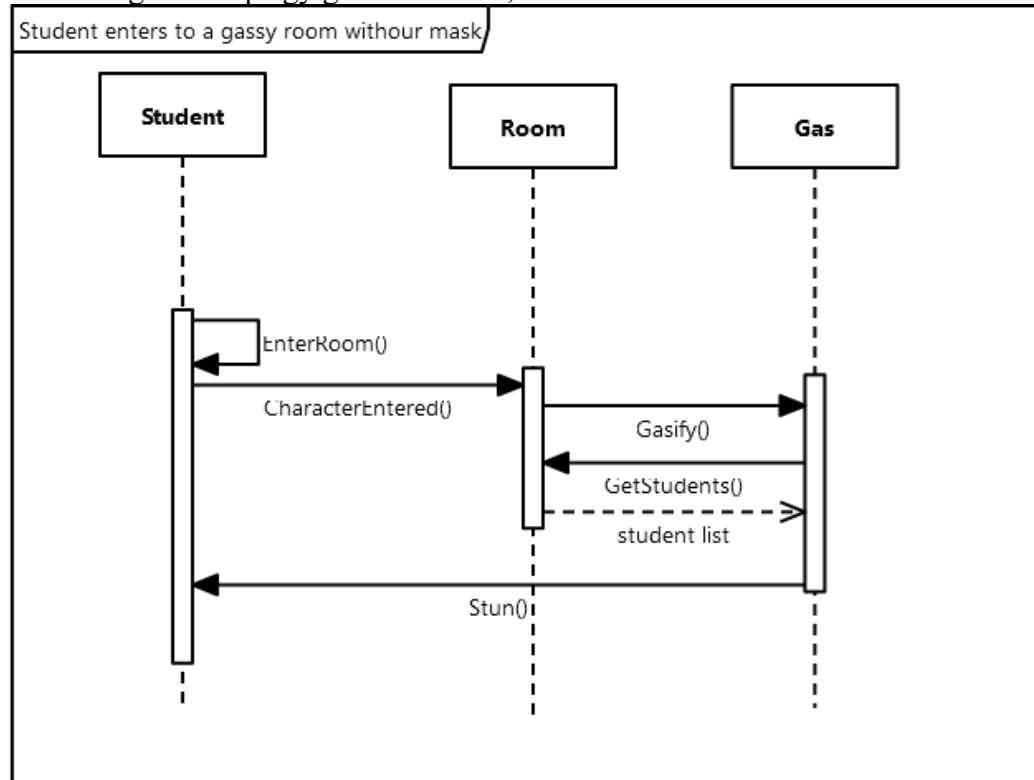 Student enters to a gassy room withour mask
Student
Room
Gas
EnterRoom()
CharacterEntered()
Gasify()
GetStudents()
student list
Stun()